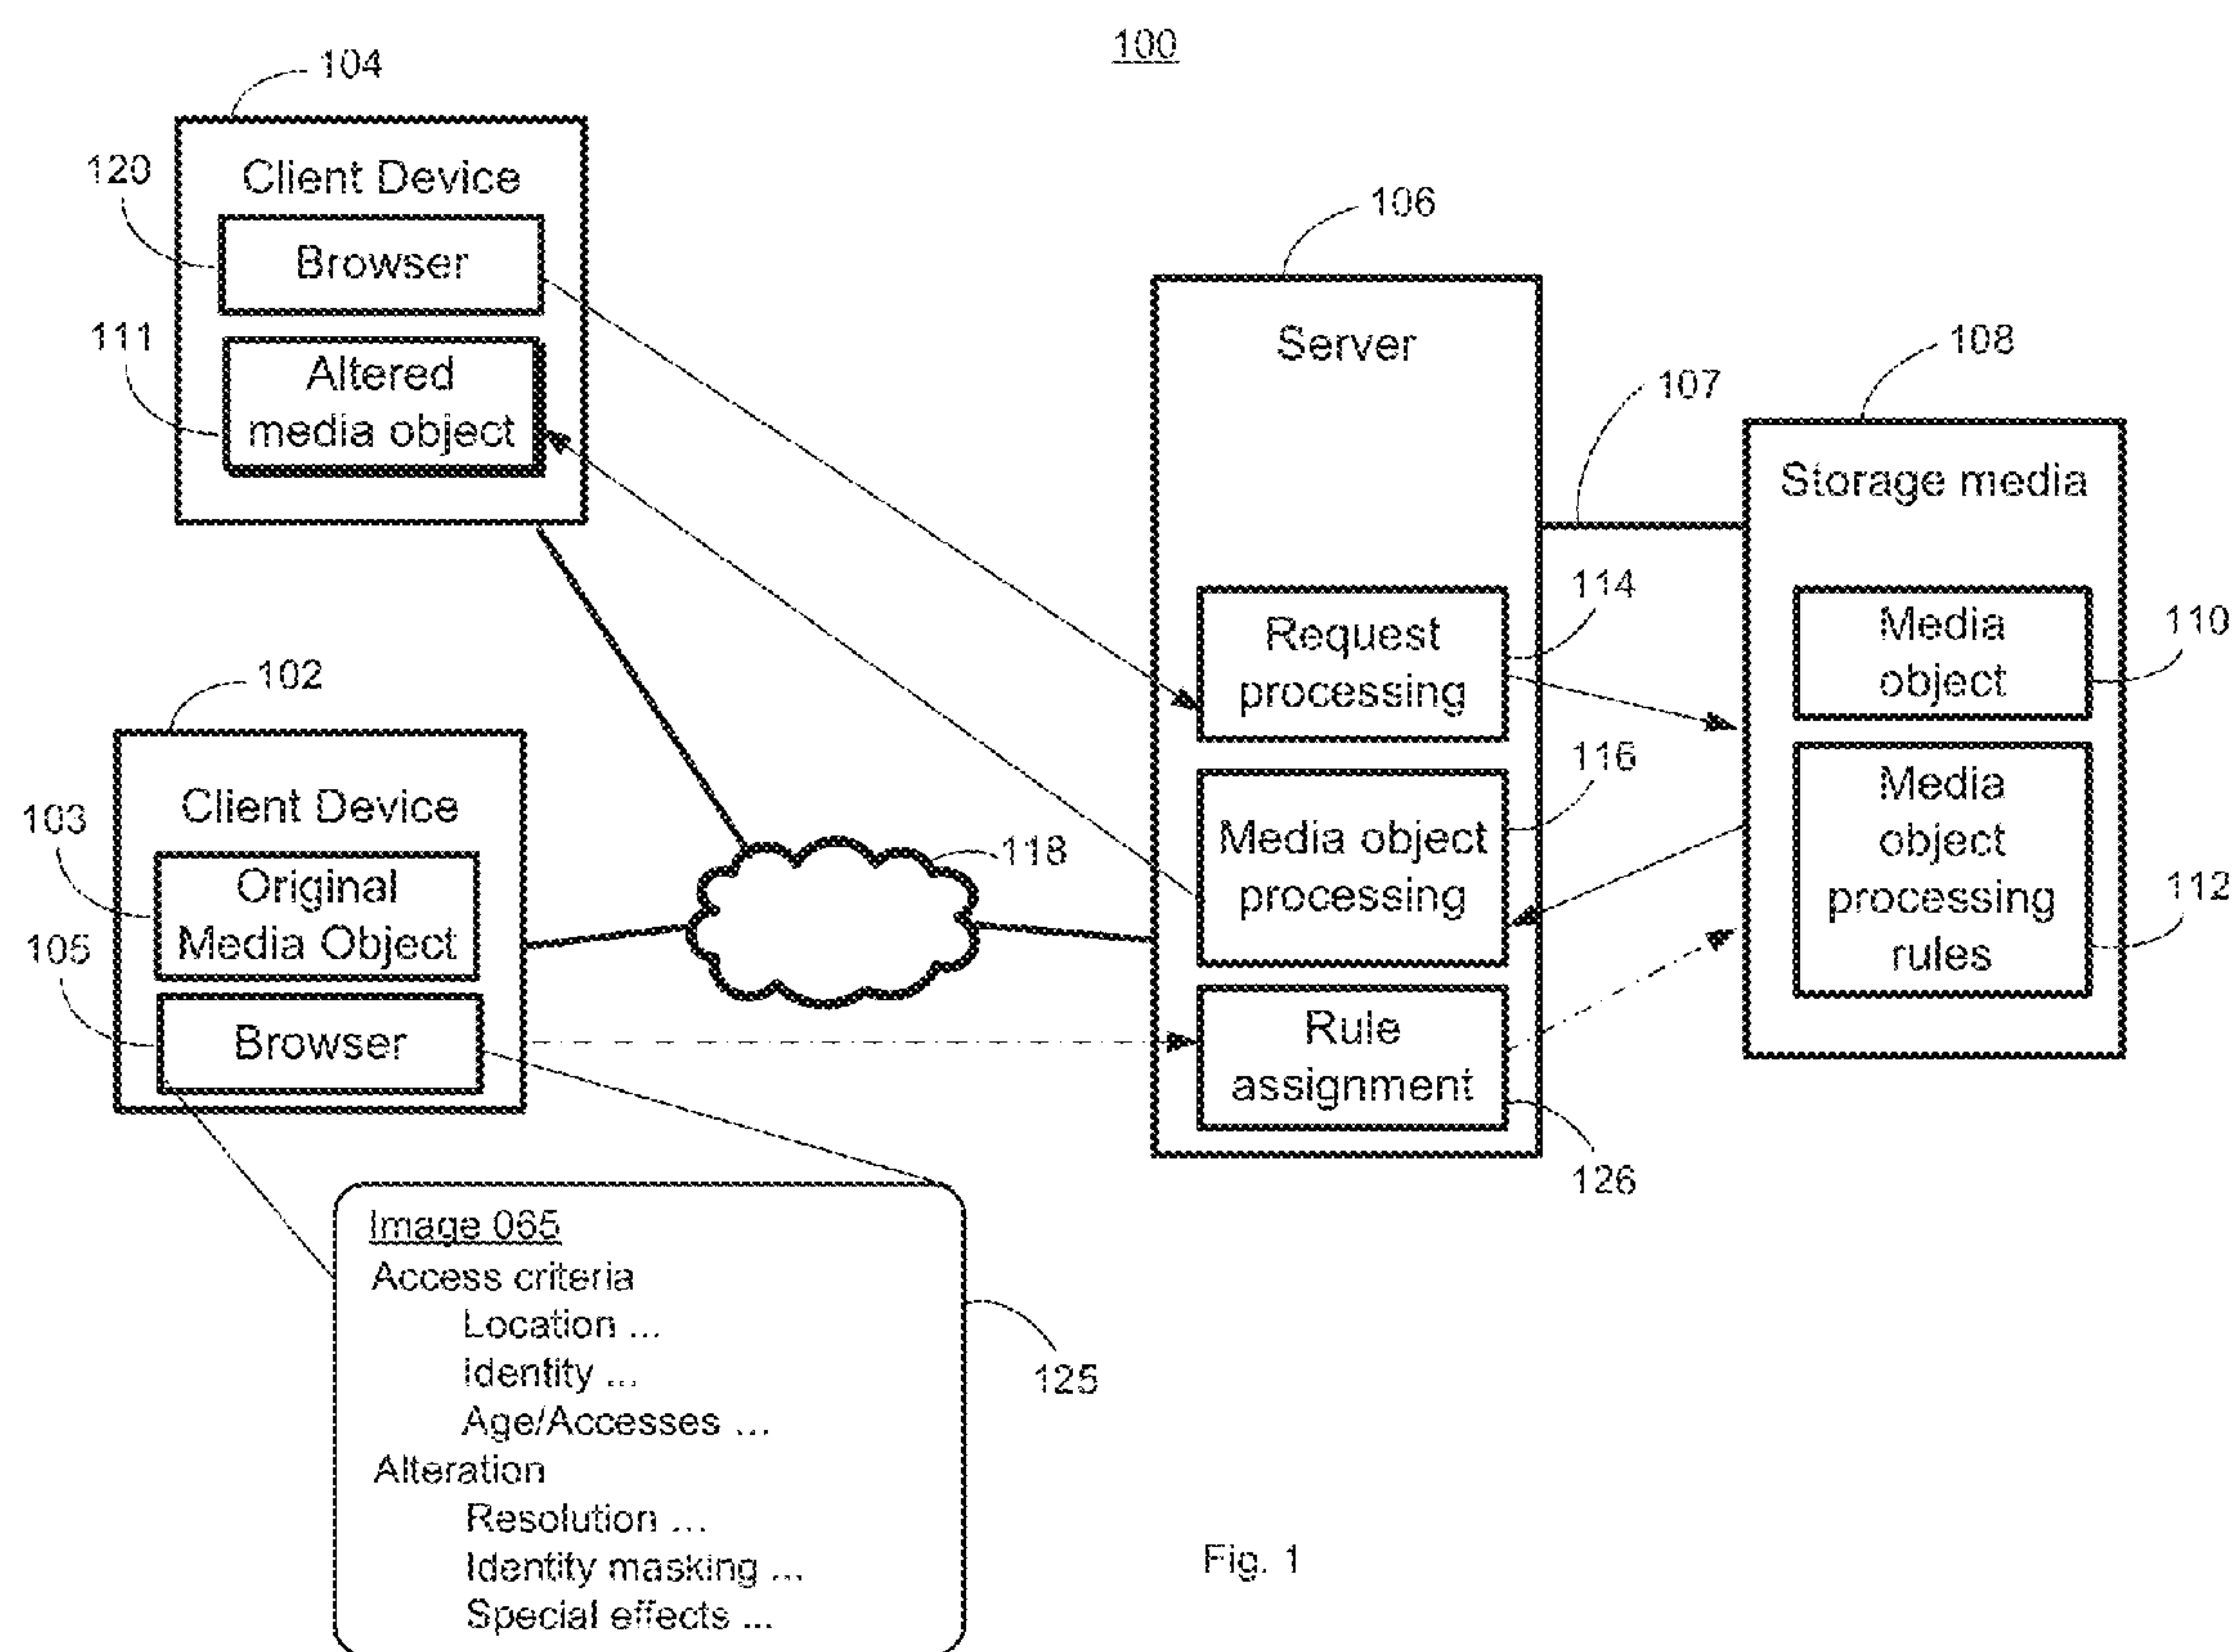 100
104
Client Device
120
Browser
111
Altered
media object
106
Server
107
108
Storage media
114
Request
processing
Media
object
110
116
Media object
processing
Media
object
processing
rules
112
102
Client Device
103
Original
Media Object
105
Browser
118
Rule
assignment
126
Image 065
Access criteria
Location ...
Identity ...
Age/Accesses ...
Alteration
Resolution ...
Identity masking ...
Special effects ...
125
Fig. 1